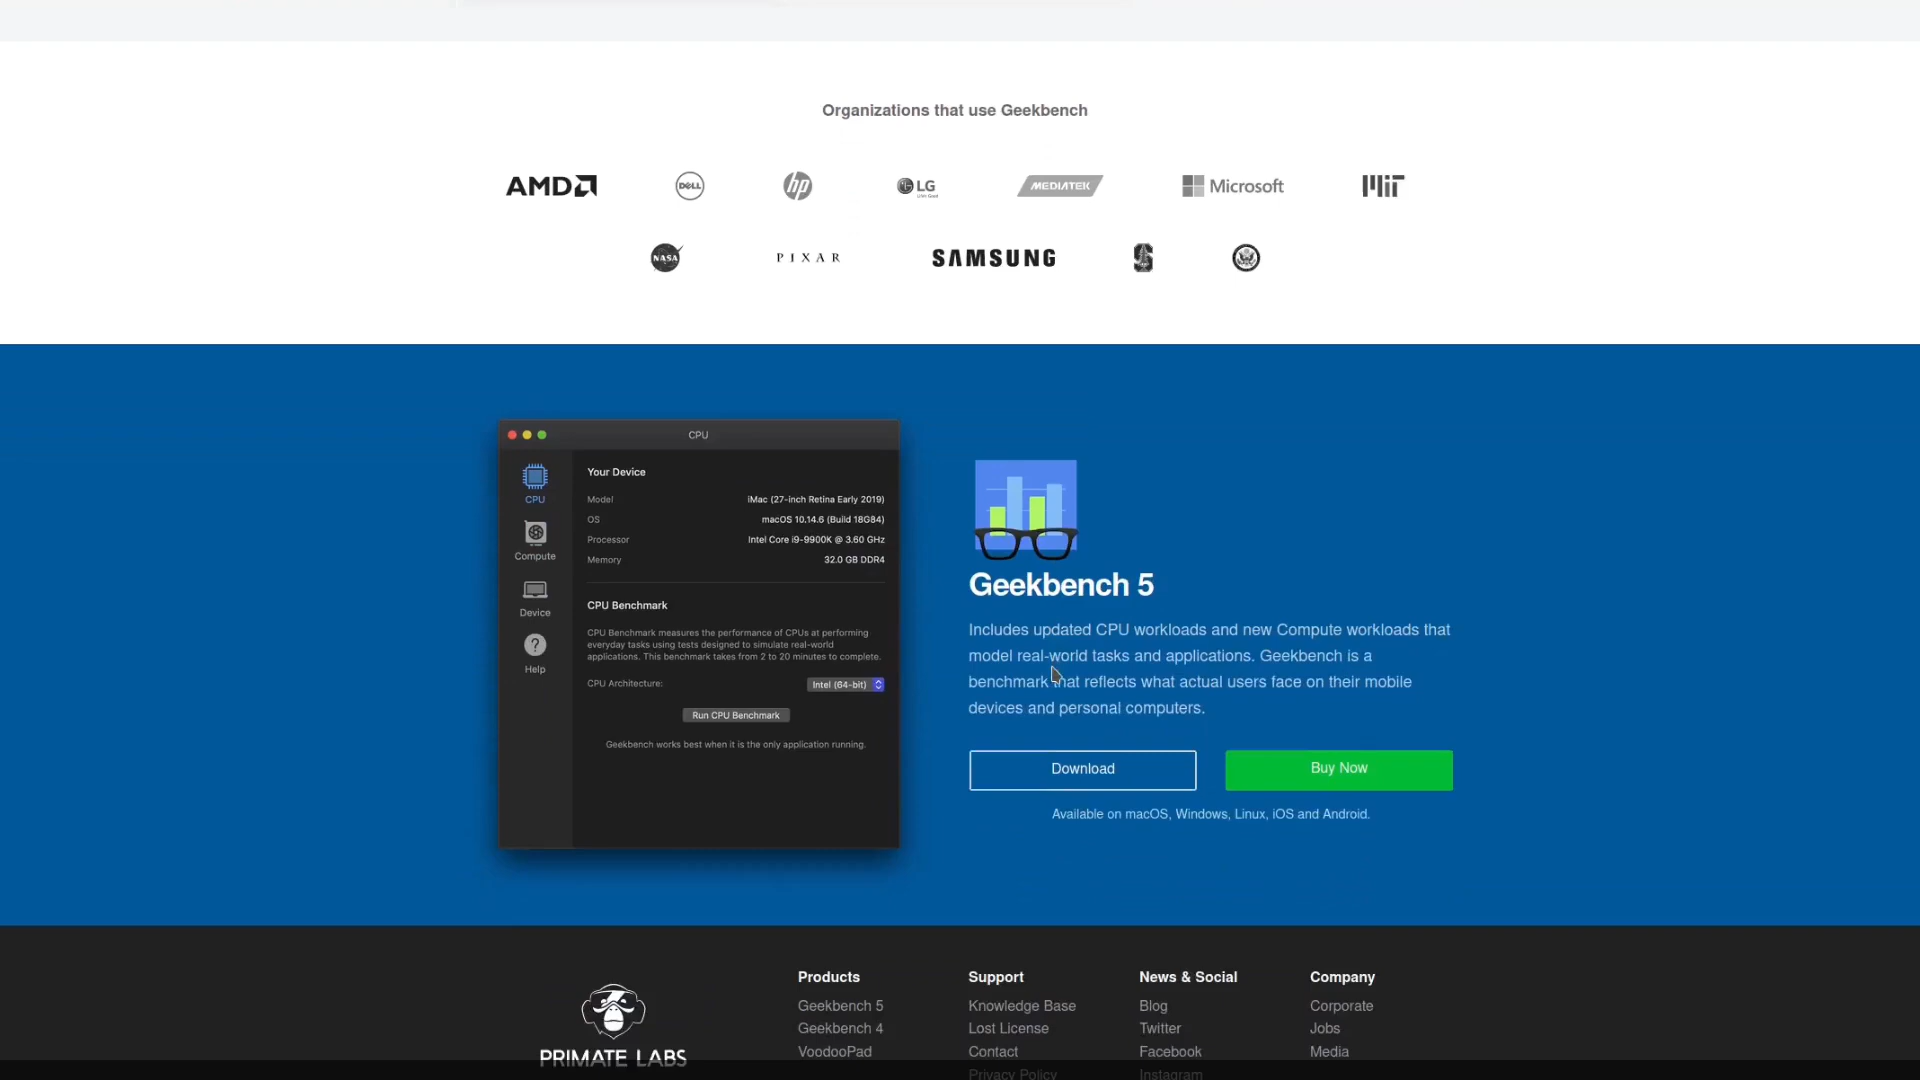 Organizations that use Geekbench
AMD
DELL
hp
LG
MEDIATEK
Microsoft
MIT
NASA
PIXAR
SAMSUNG
S
CPU
CPU
Compute
Device
?
Help
Your Device
Model iMac (27-inch Retina Early 2019)
OS macOS 10.14.6 (Build 18G84)
Processor Intel Core i9-9900K @ 3.60 GHz
Memory 32.0 GB DDR4
CPU Benchmark
CPU Benchmark measures the performance of CPUs at performing
everyday tasks using tests designed to simulate real-world
applications. This benchmark takes from 2 to 20 minutes to complete.
CPU Architecture: Intel (64-bit)
Run CPU Benchmark
Geekbench works best when it is the only application running.
Geekbench 5
Includes updated CPU workloads and new Compute workloads that
model real-world tasks and applications. Geekbench is a
benchmark that reflects what actual users face on their mobile
devices and personal computers.
Download
Buy Now
Available on macOS, Windows, Linux, iOS and Android.
PRIMATE LABS
Products
Geekbench 5
Geekbench 4
VoodooPad
Support
Knowledge Base
Lost License
Contact
Privacy Policy
News & Social
Blog
Twitter
Facebook
Instagram
Company
Corporate
Jobs
Media